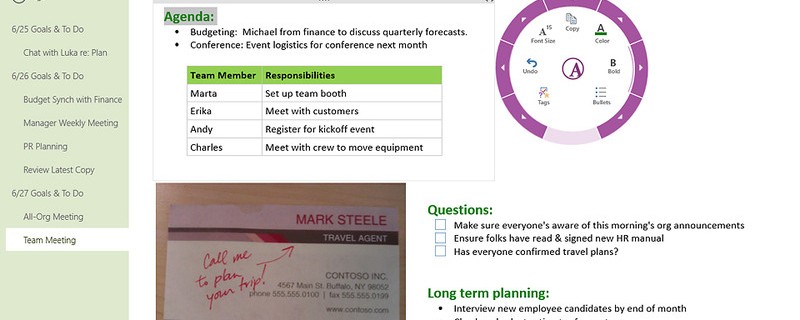 6/25 Goals & To Do
Chat with Luka re: Plan
6/26 Goals & To Do
Budget Synch with Finance
Manager Weekly Meeting
PR Planning
Review Latest Copy
6/27 Goals & To Do
All-Org Meeting
Team Meeting
Agenda:
Budgeting: Michael from finance to discuss quarterly forecasts.
Conference: Event logistics for conference next month
Team Member Responsibilities
Marta Set up team booth
Erika Meet with customers
Andy Register for kickoff event
Charles Meet with crew to move equipment
Copy
Font Size
Color
Undo
Bold
Tags
Bullets
MARK STEELE
TRAVEL AGENT
Call me
to plan
your trip!
CONTOSO INC.
4567 Main St. Buffalo, NY 98052
phone 555.555.0100 | fax 555.555.0199
www.contoso.com
Questions:
Make sure everyone's aware of this morning's org announcements
Ensure folks have read & signed new HR manual
Has everyone confirmed travel plans?
Long term planning:
Interview new employee candidates by end of month